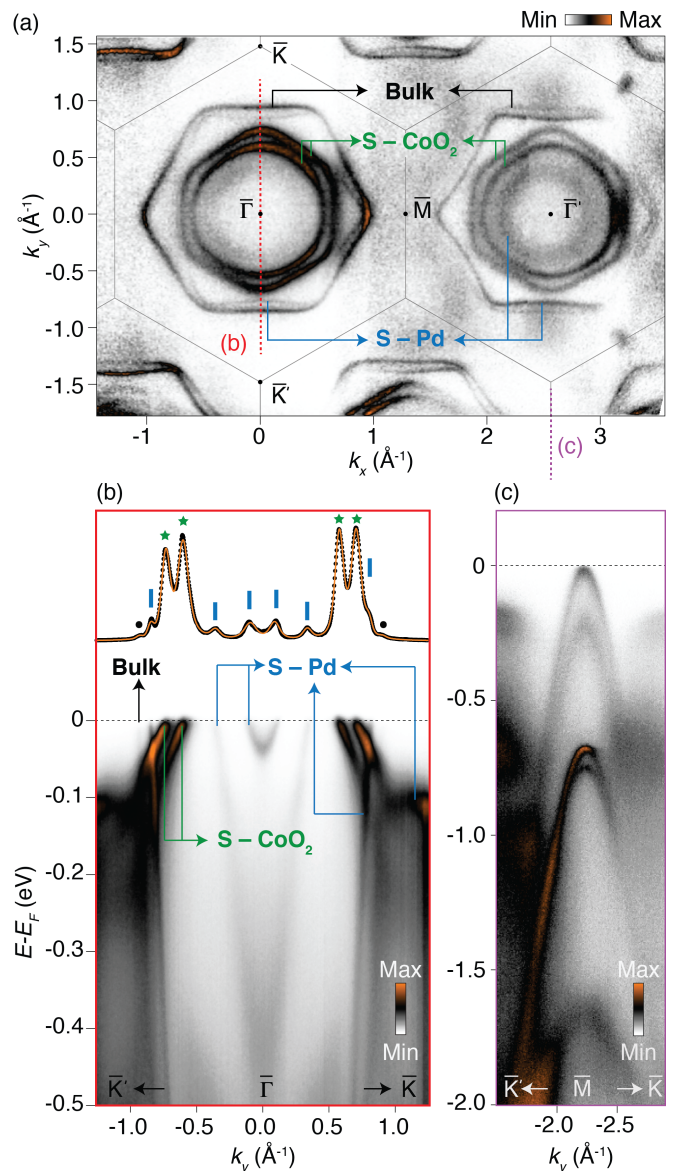 (a)
Min Max
1.5
K̅
1.0
Bulk
0.5
S – CoO₂
k_y (Å⁻¹)
0.0
Γ̅
M̅
Γ̅'
-0.5
-1.0
(b)
S – Pd
-1.5
K̅'
(c)
-1 0 1 2 3
k_x (Å⁻¹)
(b)
Bulk
S – Pd
0
-0.1
S – CoO₂
-0.2
E-E_F (eV)
-0.3
Max
-0.4
Min
K̅' Γ̅ K̅
-0.5
-1.0 -0.5 0.0 0.5 1.0
k_y (Å⁻¹)
(c)
0
-0.5
-1.0
-1.5
Max
Min
K̅' M̅ K̅
-2.0
-2.0 -2.5
k_y (Å⁻¹)